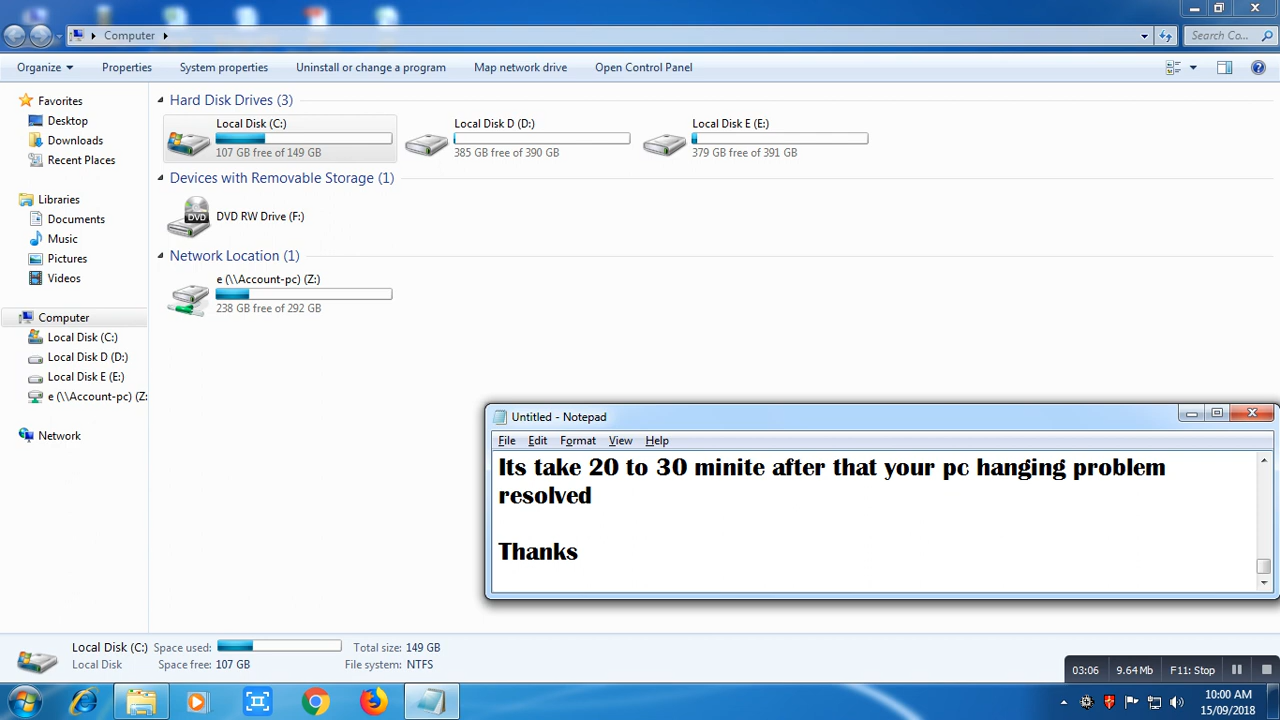 Computer
Search Co...
Organize
Properties
System properties
Uninstall or change a program
Map network drive
Open Control Panel
Favorites
Desktop
Downloads
Recent Places
Libraries
Documents
Music
Pictures
Videos
Computer
Local Disk (C:)
Local Disk D (D:)
Local Disk E (E:)
e (\\Account-pc) (Z:
Network
Hard Disk Drives (3)
Local Disk (C:)
107 GB free of 149 GB
Local Disk D (D:)
385 GB free of 390 GB
Local Disk E (E:)
379 GB free of 391 GB
Devices with Removable Storage (1)
DVD
DVD RW Drive (F:)
Network Location (1)
e (\\Account-pc) (Z:)
238 GB free of 292 GB
Untitled - Notepad
File Edit Format View Help
Its take 20 to 30 minite after that your pc hanging problem
resolved
Thanks
Local Disk (C:) Space used: Total size: 149 GB
Local Disk Space free: 107 GB File system: NTFS
03:06 9.64 Mb F11: Stop
10:00 AM
15/09/2018